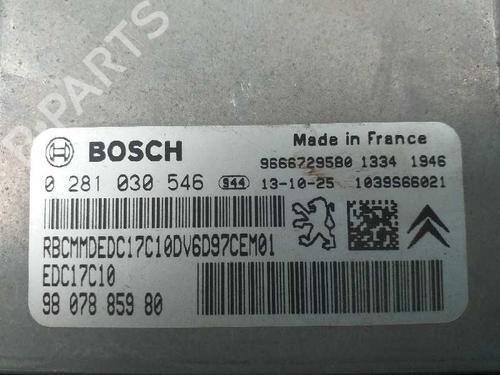 B-PARTS
BOSCH
Made in France
9666729580 1334 1946
0 281 030 546 944 13-10-25 1039S66021
RBCMMDEDC17C10DV6D97CEM01
EDC17C10
98 078 859 80